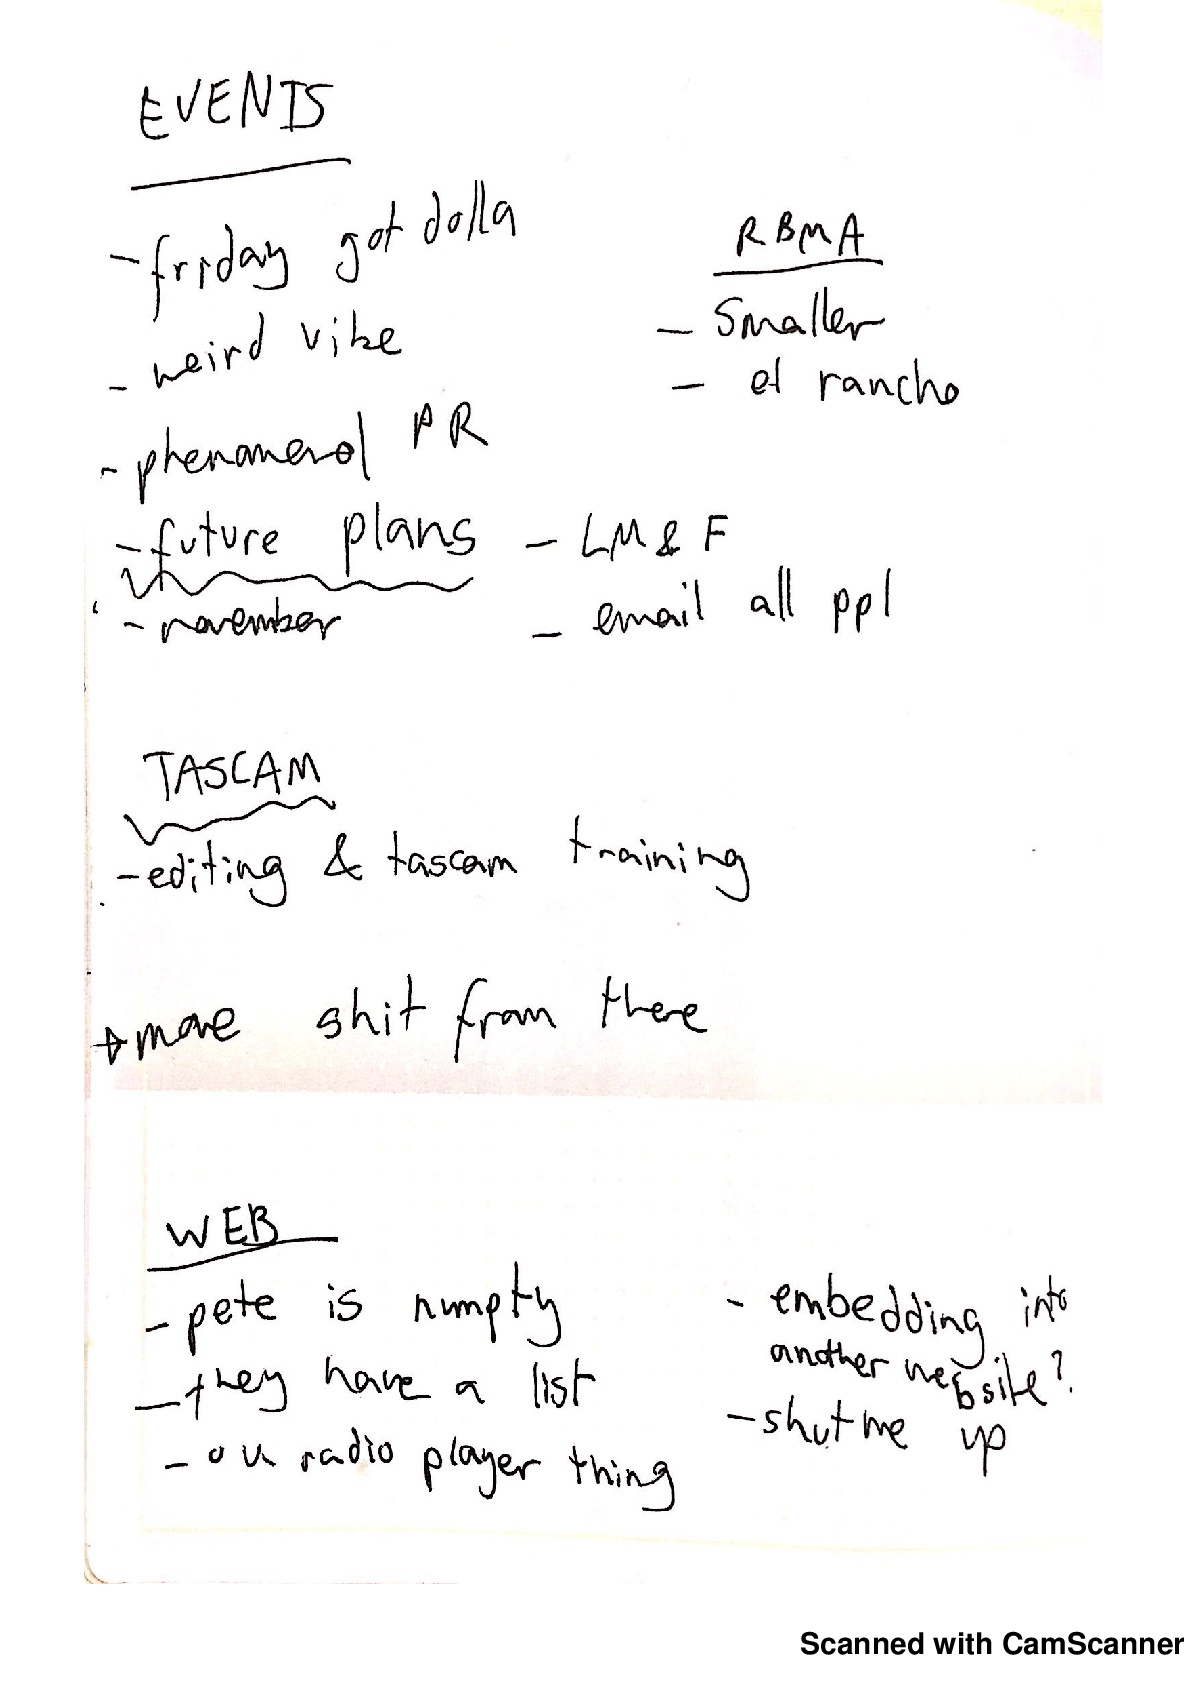 EVENTS
- friday got dolla
- weird vibe
- phenomenol PR
- future plans
- november
RBMA
- Smaller
- el rancho
- LM & F
- email all ppl
TASCAM
- editing & tascam training
move shit from there
WEB
- pete is numpty
- they have a list
- radio player thing
- embedding into
another website?
- shut me up
Scanned with CamScanner